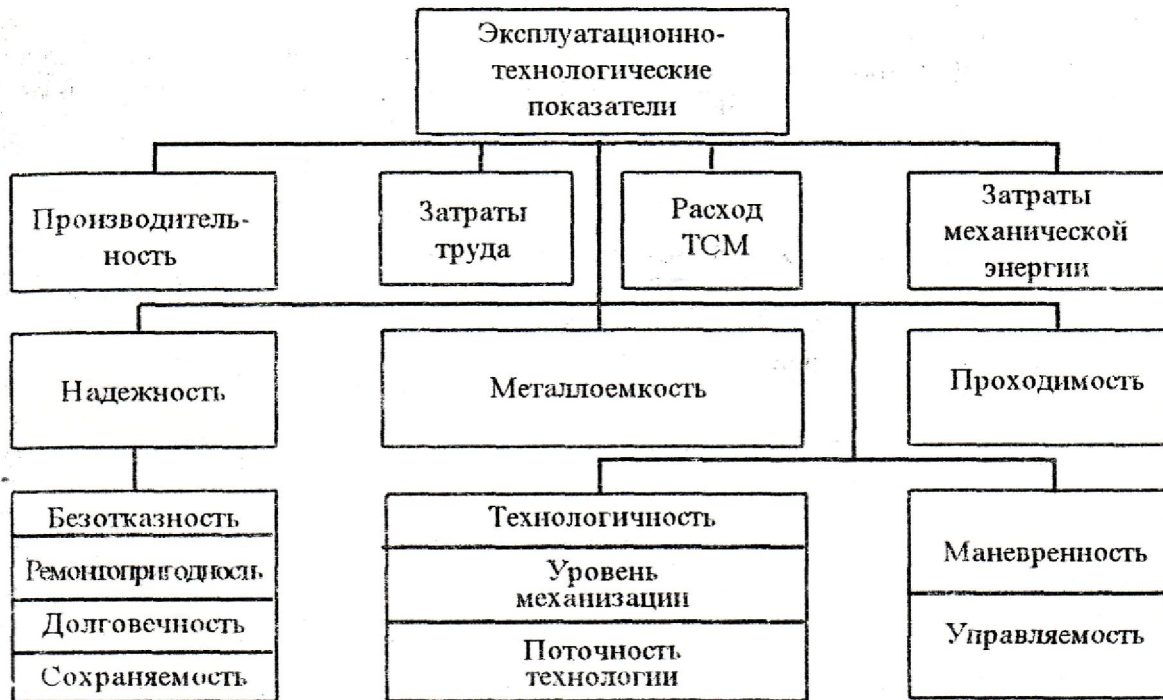 Эксплуатационно-
технологические
показатели
Производитель-
ность
Затраты
труда
Расход
ТСМ
Затраты
механической
энергии
Надежность
Металлоемкость
Проходимость
Безотказность
Ремонтопригодность
Долговечность
Сохраняемость
Технологичность
Уровень
механизации
Поточность
технологии
Маневренность
Управляемость